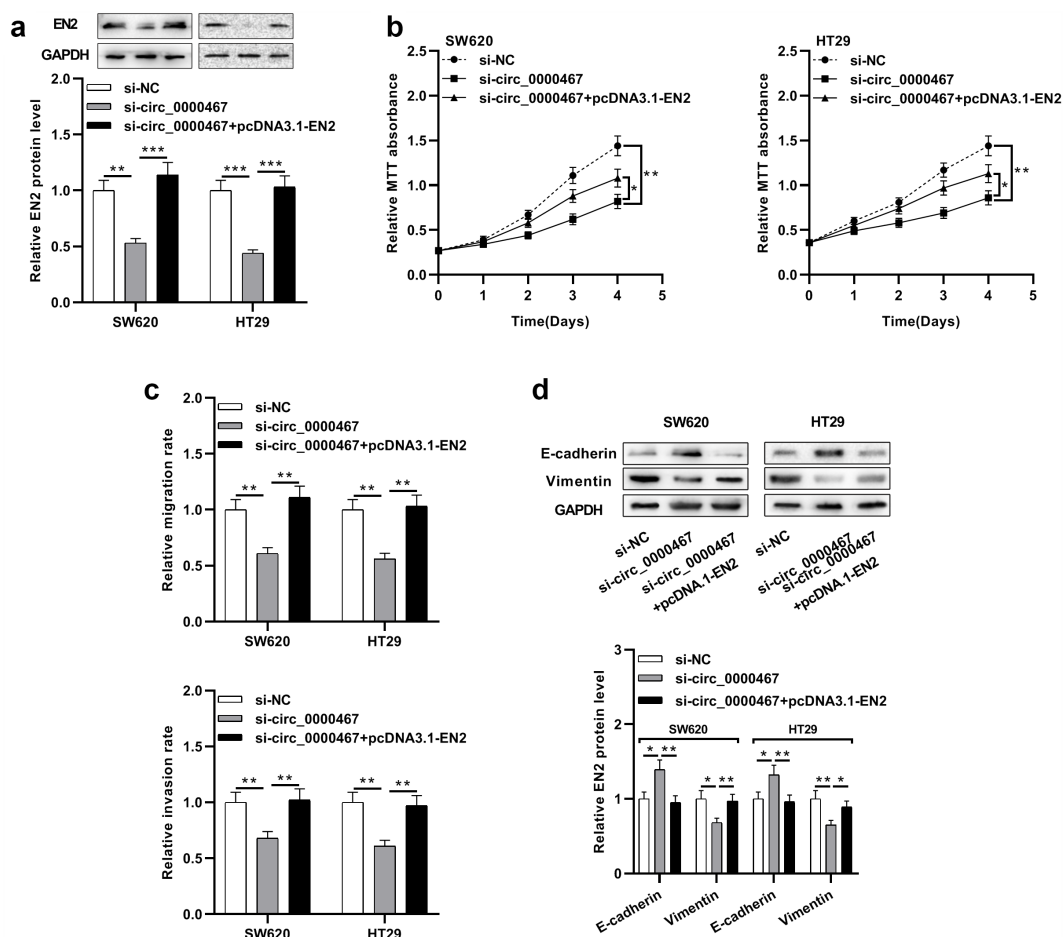 a
EN2
GAPDH
si-NC
si-circ_0000467
si-circ_0000467+pcDNA3.1-EN2
Relative EN2 protein level
2.0
1.5
1.0
0.5
0.0
** *** *** ***
SW620 HT29
b
SW620
si-NC
si-circ_0000467
si-circ_0000467+pcDNA3.1-EN2
Relative MTT absorbance
2.5
2.0
1.5
1.0
0.5
0.0
*
**
0 1 2 3 4 5
Time(Days)
HT29
si-NC
si-circ_0000467
si-circ_0000467+pcDNA3.1-EN2
Relative MTT absorbance
2.5
2.0
1.5
1.0
0.5
0.0
*
**
0 1 2 3 4 5
Time(Days)
c
si-NC
si-circ_0000467
si-circ_0000467+pcDNA3.1-EN2
Relative migration rate
2.0
1.5
1.0
0.5
0.0
** ** ** **
SW620 HT29
si-NC
si-circ_0000467
si-circ_0000467+pcDNA3.1-EN2
Relative invasion rate
2.0
1.5
1.0
0.5
0.0
** ** ** **
SW620 HT29
d
SW620 HT29
E-cadherin
Vimentin
GAPDH
si-NC
si-circ_0000467
si-circ_0000467
+pcDNA.1-EN2
si-NC
si-circ_0000467
si-circ_0000467
+pcDNA3.1-EN2
si-NC
si-circ_0000467
si-circ_0000467+pcDNA3.1-EN2
Relative EN2 protein level
3
2
1
0
SW620 HT29
* ** * ** * ** ** *
E-cadherin Vimentin E-cadherin Vimentin